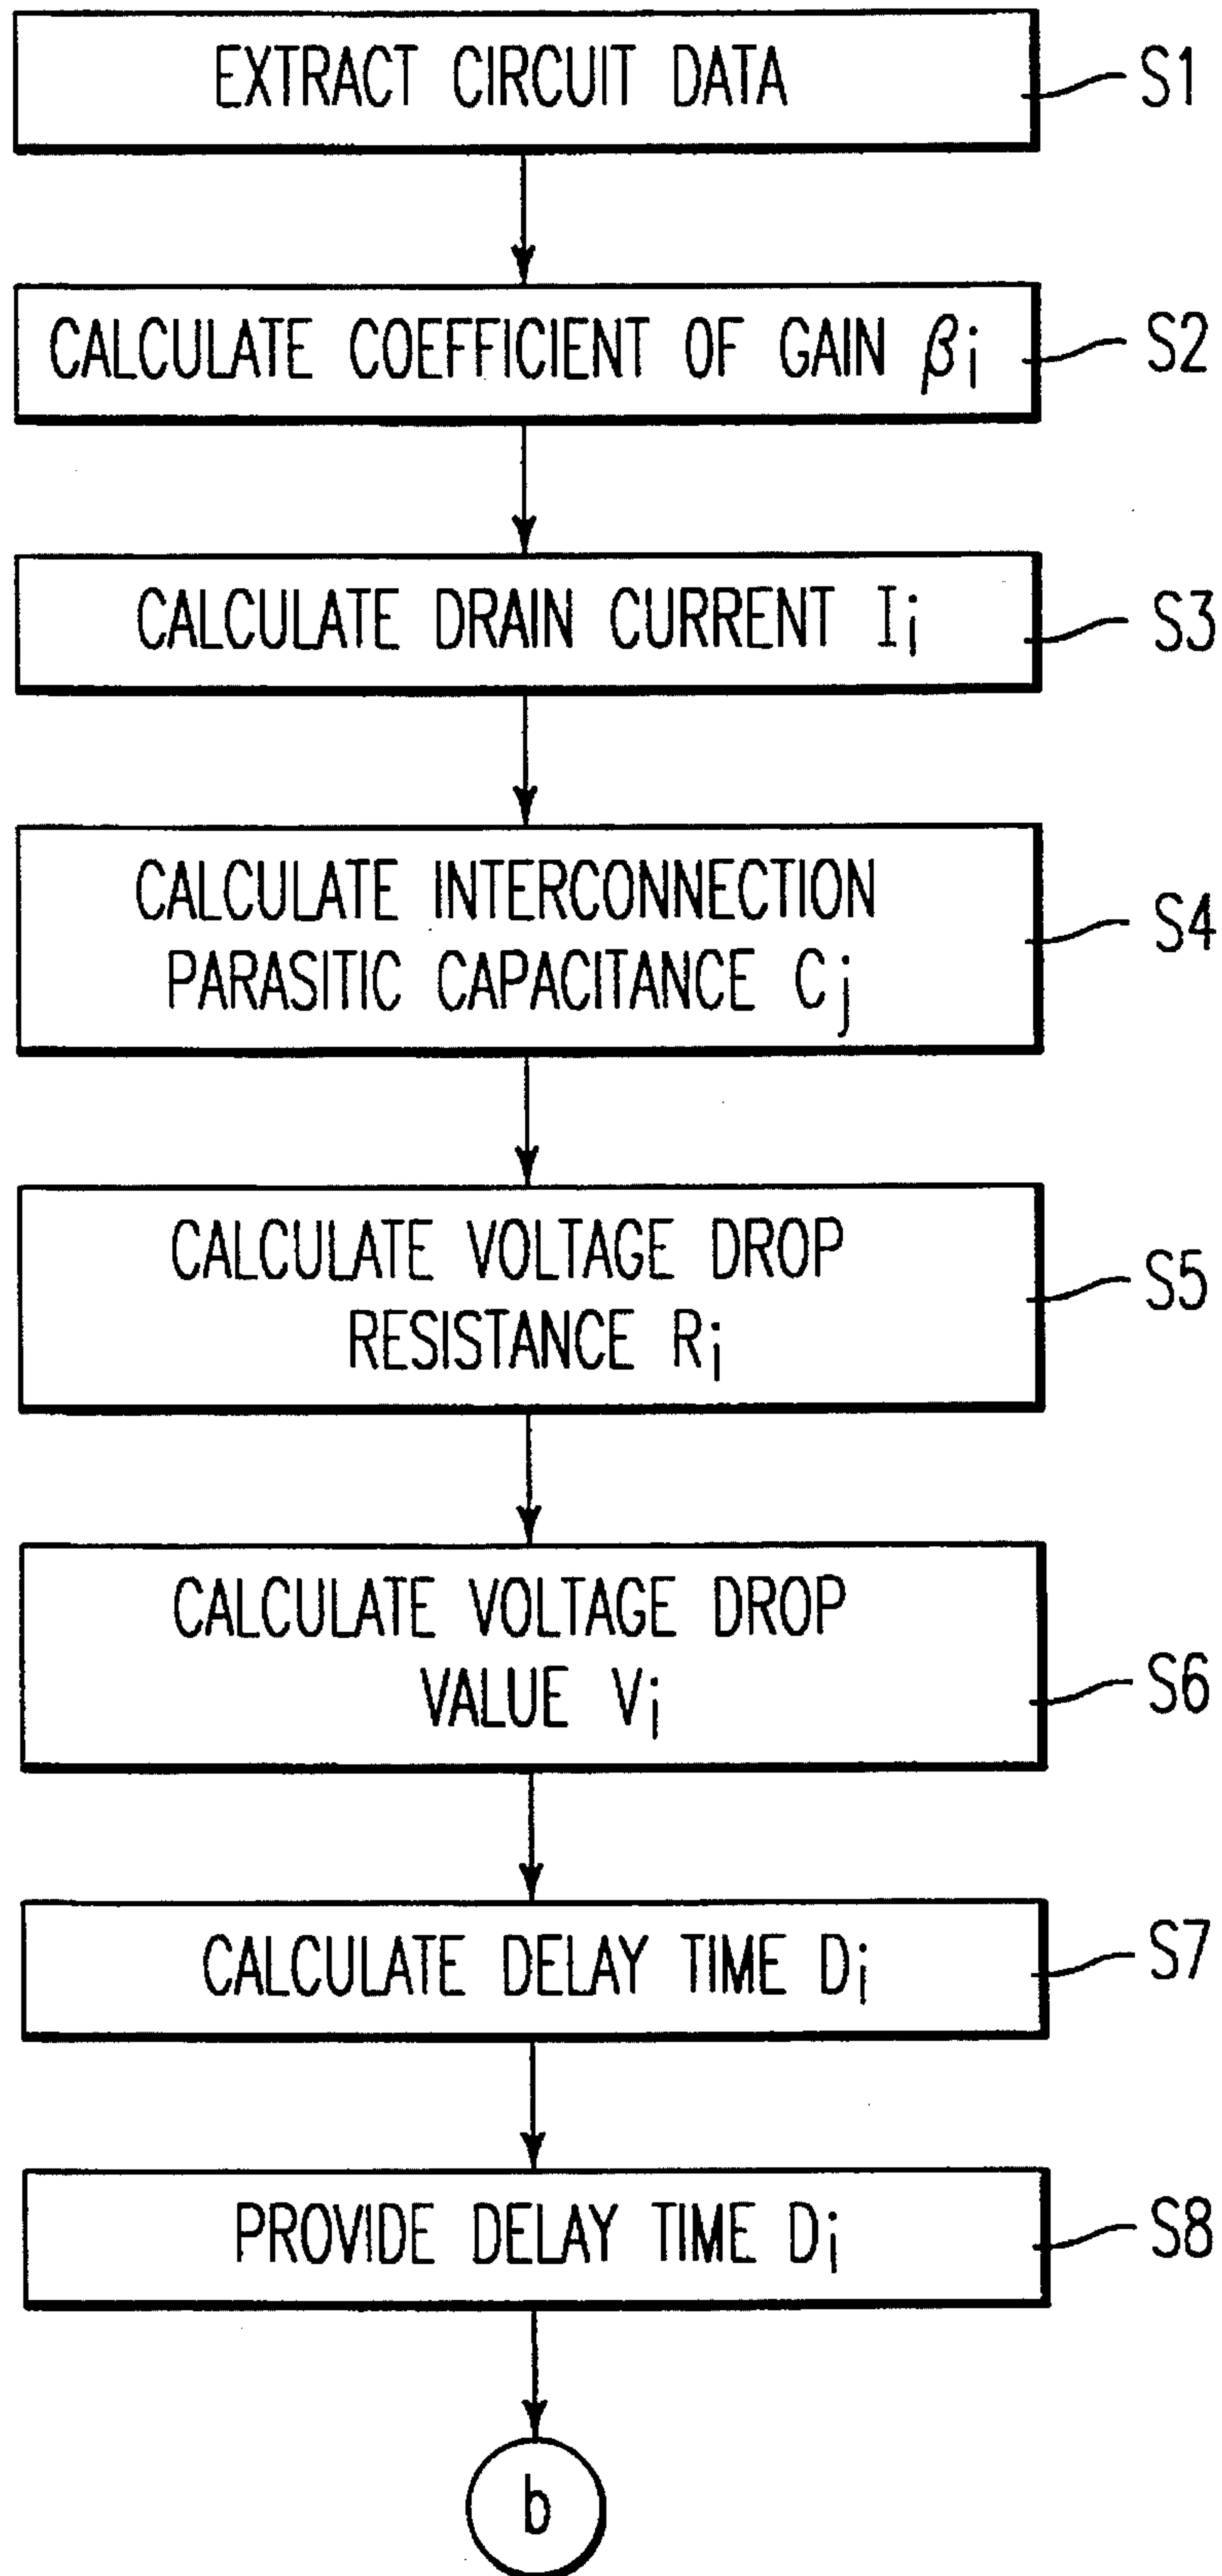 EXTRACT CIRCUIT DATA S1
CALCULATE COEFFICIENT OF GAIN βi S2
CALCULATE DRAIN CURRENT Ii S3
CALCULATE INTERCONNECTION
PARASITIC CAPACITANCE Cj
S4
CALCULATE VOLTAGE DROP
RESISTANCE Ri
S5
CALCULATE VOLTAGE DROP
VALUE Vi
S6
CALCULATE DELAY TIME Di S7
PROVIDE DELAY TIME Di S8
b